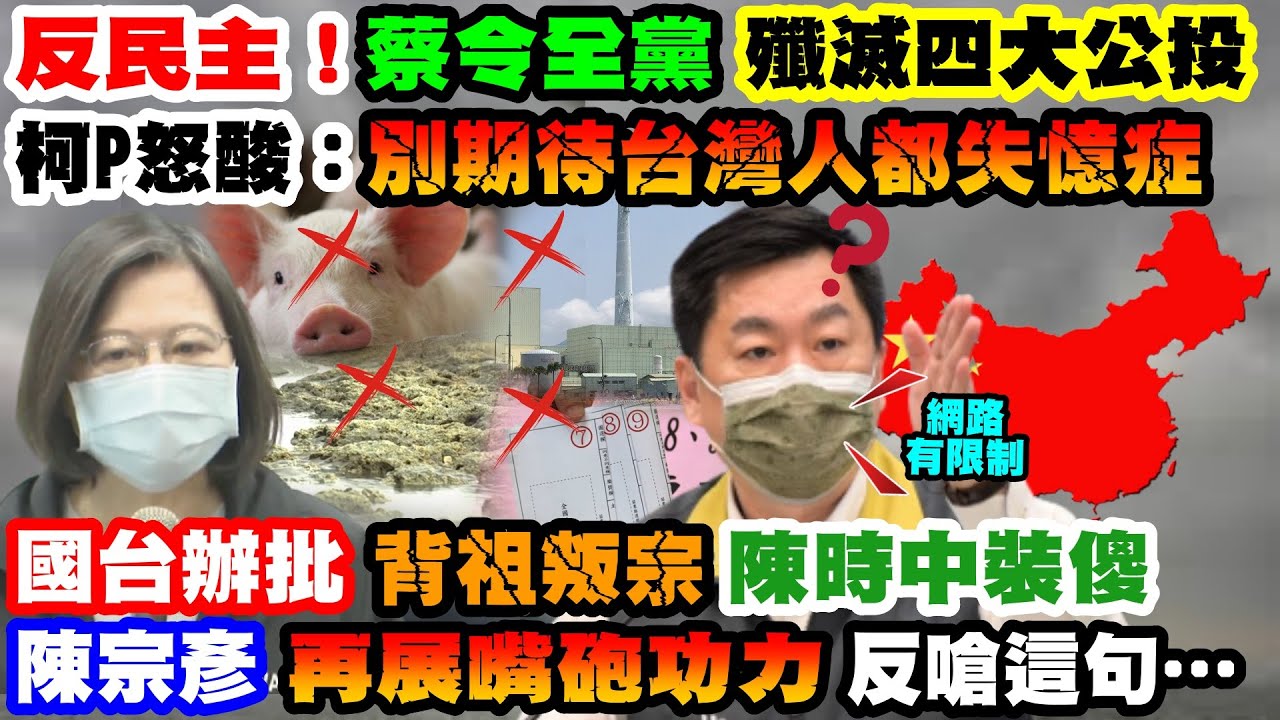 反民主！蔡令全黨 殲滅四大公投
柯P怒酸：別期待台灣人都失憶症
?
網路
有限制
⑦⑧⑨
8,
國台辦批 背祖叛宗 陳時中裝傻
陳宗彥 再展嘴砲功力 反嗆這句…